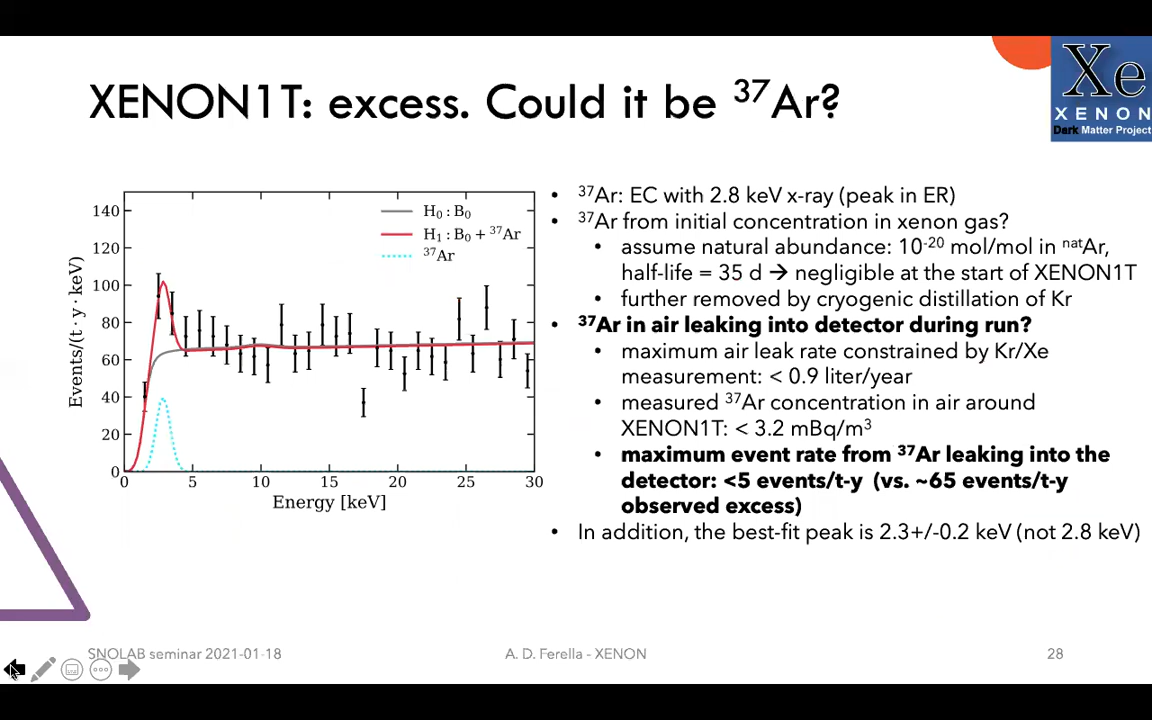 XENON1T: excess. Could it be ³⁷Ar?
Xe
XENON
Dark Matter Project
Events/(t · y · keV)
140
120
100
80
60
40
20
0
H₀ : B₀
H₁ : B₀ + ³⁷Ar
³⁷Ar
0 5 10 15 20 25 30
Energy [keV]
• ³⁷Ar: EC with 2.8 keV x-ray (peak in ER)
• ³⁷Ar from initial concentration in xenon gas?
• assume natural abundance: 10⁻²⁰ mol/mol in ⁿᵃᵗAr,
half-life = 35 d → negligible at the start of XENON1T
• further removed by cryogenic distillation of Kr
• ³⁷Ar in air leaking into detector during run?
• maximum air leak rate constrained by Kr/Xe
measurement: < 0.9 liter/year
• measured ³⁷Ar concentration in air around
XENON1T: < 3.2 mBq/m³
• maximum event rate from ³⁷Ar leaking into the
detector: <5 events/t-y (vs. ~65 events/t-y
observed excess)
• In addition, the best-fit peak is 2.3+/-0.2 keV (not 2.8 keV)
SNOLAB seminar 2021-01-18
A. D. Ferella - XENON
28